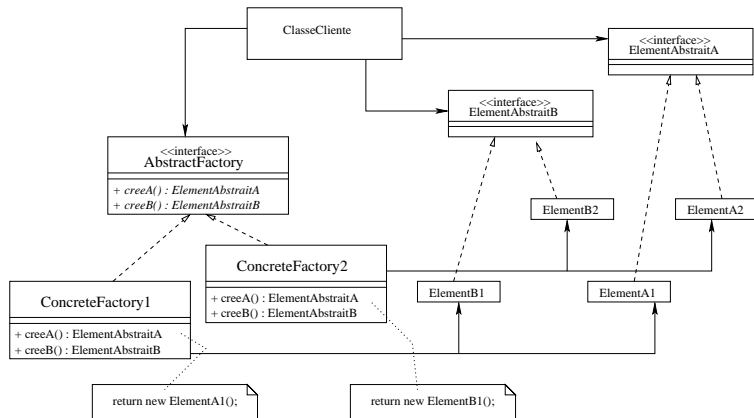 ClasseCliente
<<interface>>
ElementAbstraitA
<<interface>>
ElementAbstraitB
<<interface>>
AbstractFactory
+ creeA() : ElementAbstraitA
+ creeB() : ElementAbstraitB
ElementB2
ElementA2
ConcreteFactory2
+ creeA() : ElementAbstraitA
+ creeB() : ElementAbstraitB
ElementB1
ElementA1
ConcreteFactory1
+ creeA() : ElementAbstraitA
+ creeB() : ElementAbstraitB
return new ElementA1();
return new ElementB1();